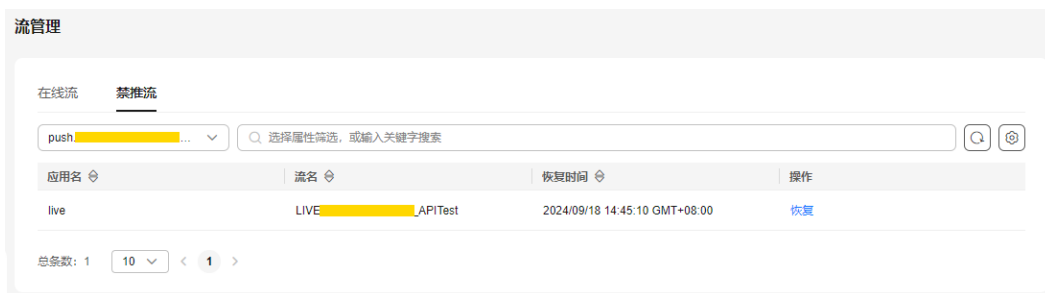 流管理
在线流 禁推流
push. ... 选择属性筛选，或输入关键字搜索
应用名 流名 恢复时间 操作
live LIVE _APITest 2024/09/18 14:45:10 GMT+08:00 恢复
总条数：1 10 < 1 >